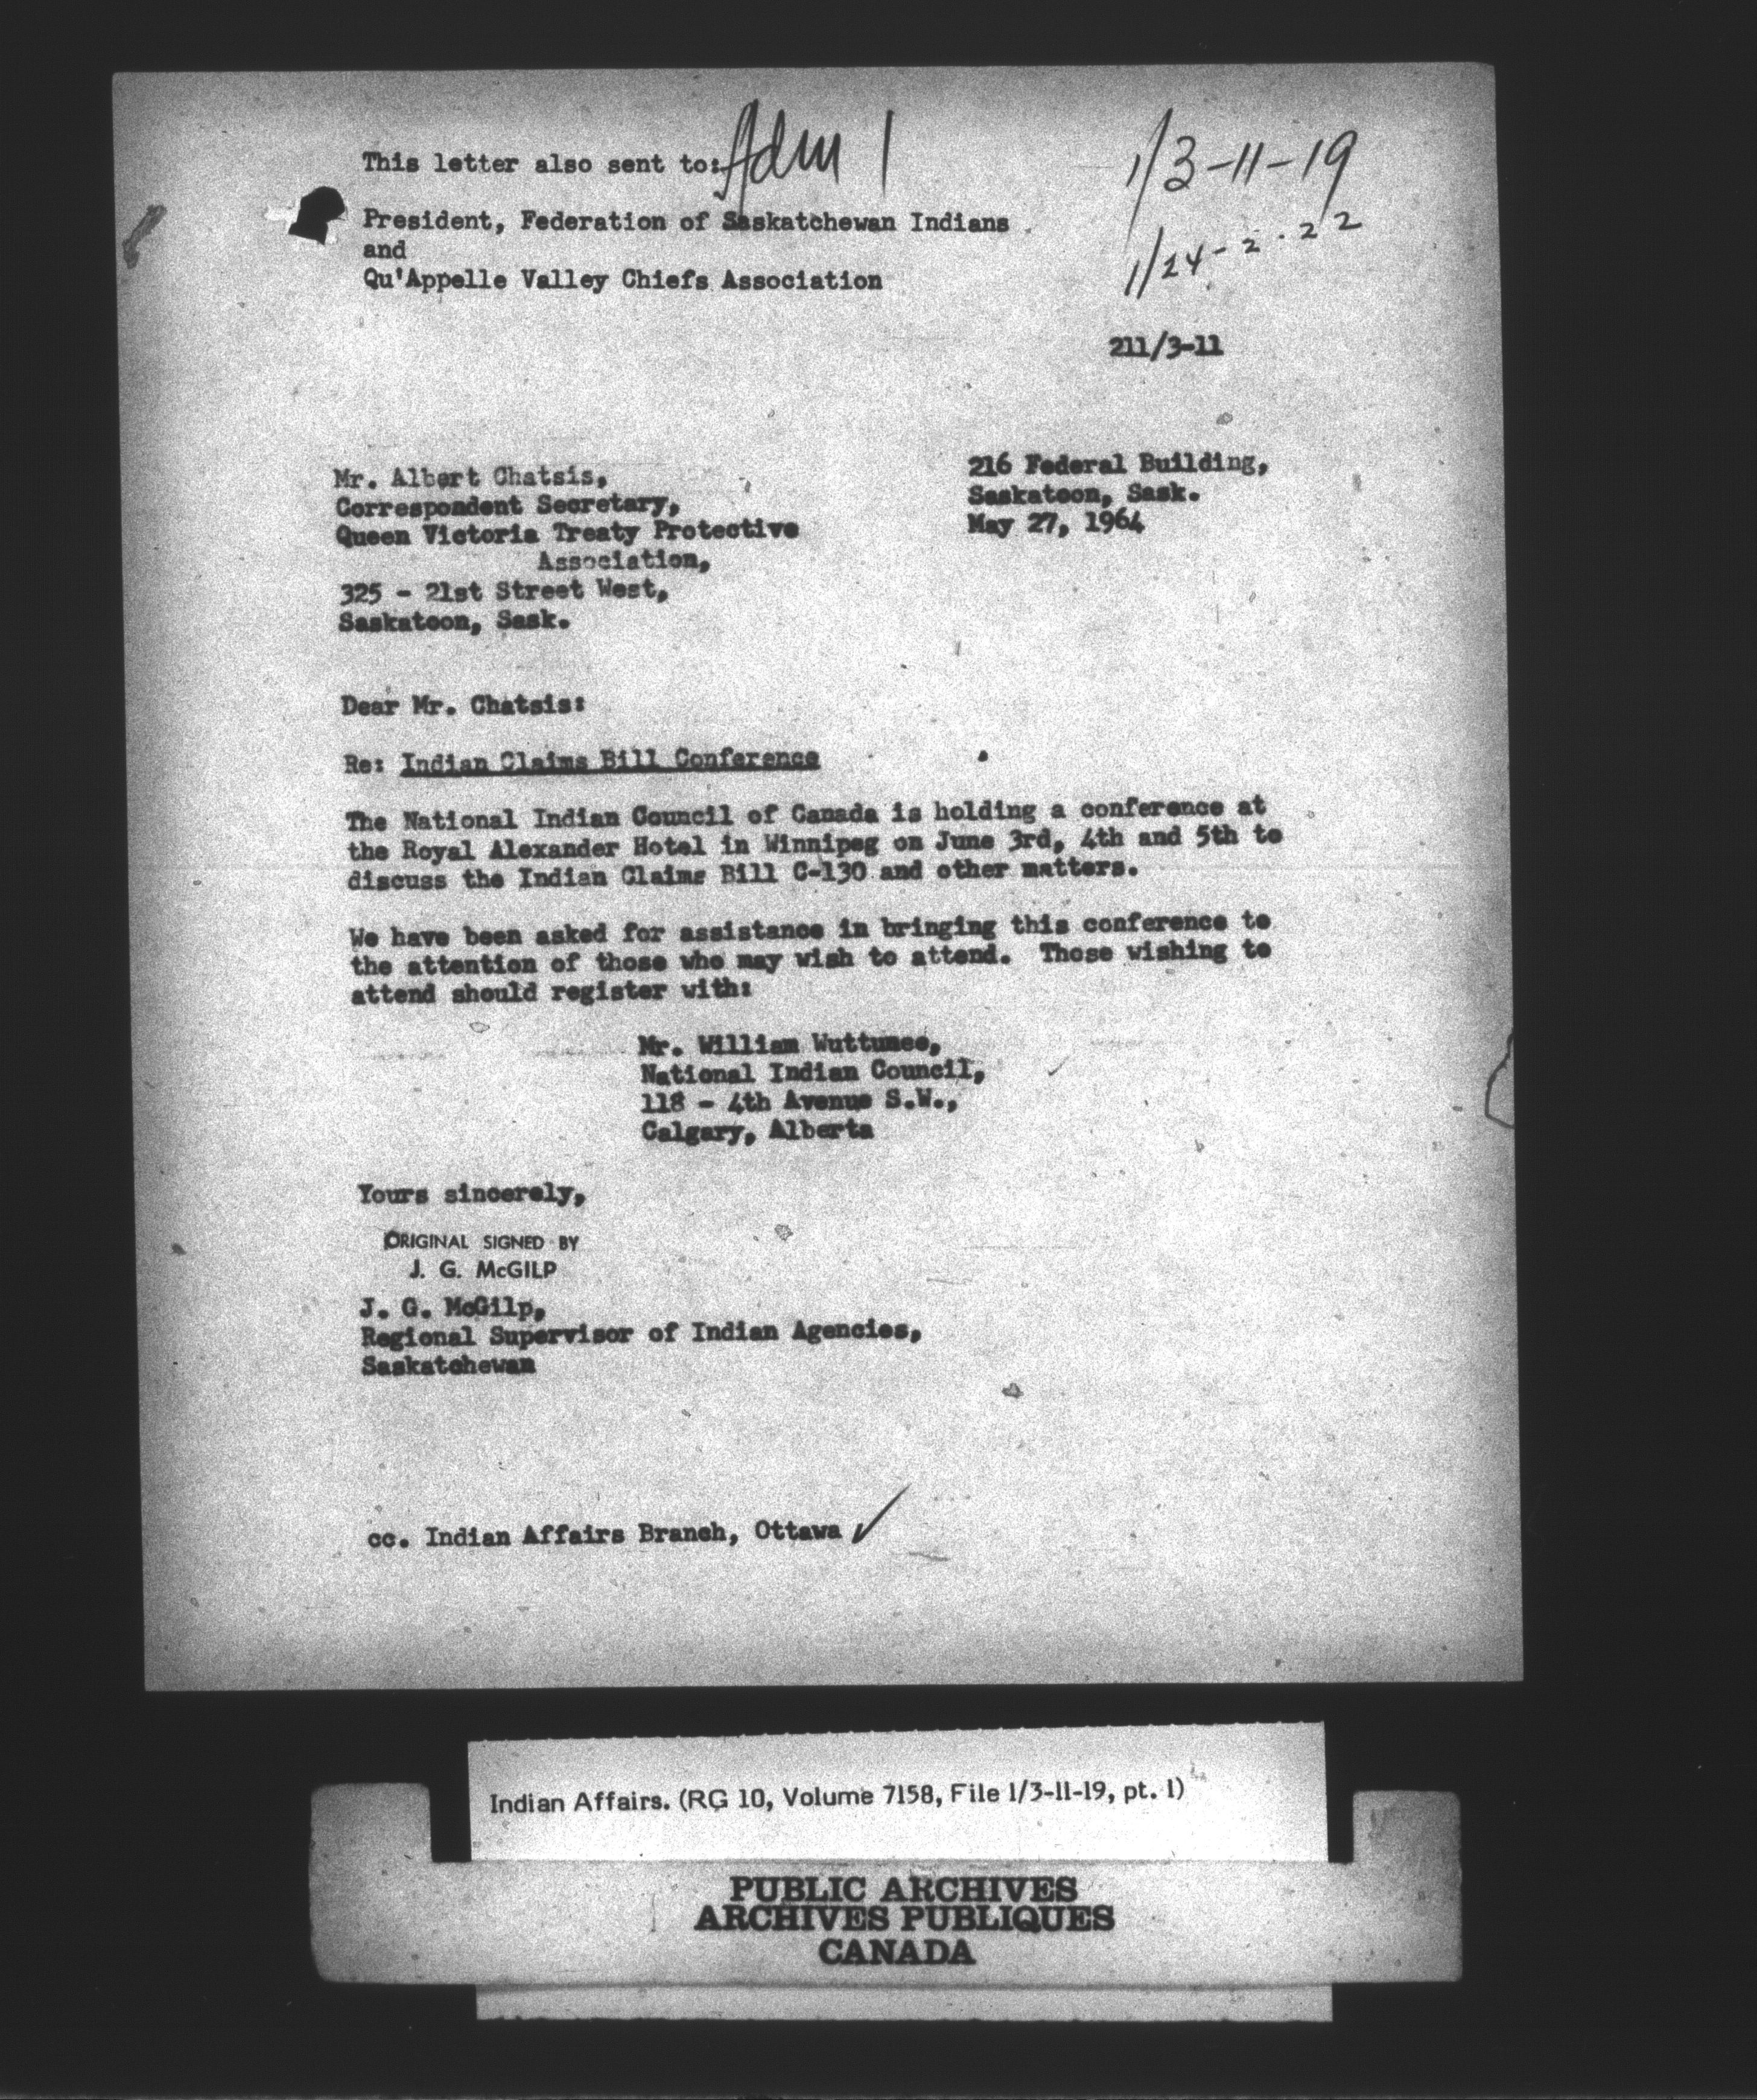 This letter also sent to:
Adm 1
1/3-11-19
President, Federation of Saskatchewan Indians
and
Qu'Appelle Valley Chiefs Association
1/24-2-22
211/3-11
216 Federal Building,
Saskatoon, Sask.
May 27, 1964
Mr. Albert Chatsis,
Correspondent Secretary,
Queen Victoria Treaty Protective
Association,
325 - 21st Street West,
Saskatoon, Sask.
Dear Mr. Chatsis:
Re: Indian Claims Bill Conference
The National Indian Council of Canada is holding a conference at
the Royal Alexander Hotel in Winnipeg on June 3rd, 4th and 5th to
discuss the Indian Claims Bill C-130 and other matters.
We have been asked for assistance in bringing this conference to
the attention of those who may wish to attend. Those wishing to
attend should register with:
Mr. William Wuttunee,
National Indian Council,
118 - 4th Avenue S.W.,
Calgary, Alberta
Yours sincerely,
ORIGINAL SIGNED BY
J. G. McGILP
J. G. McGilp,
Regional Supervisor of Indian Agencies,
Saskatchewan
cc. Indian Affairs Branch, Ottawa
Indian Affairs. (RG 10, Volume 7158, File 1/3-11-19, pt. 1)
PUBLIC ARCHIVES
ARCHIVES PUBLIQUES
CANADA